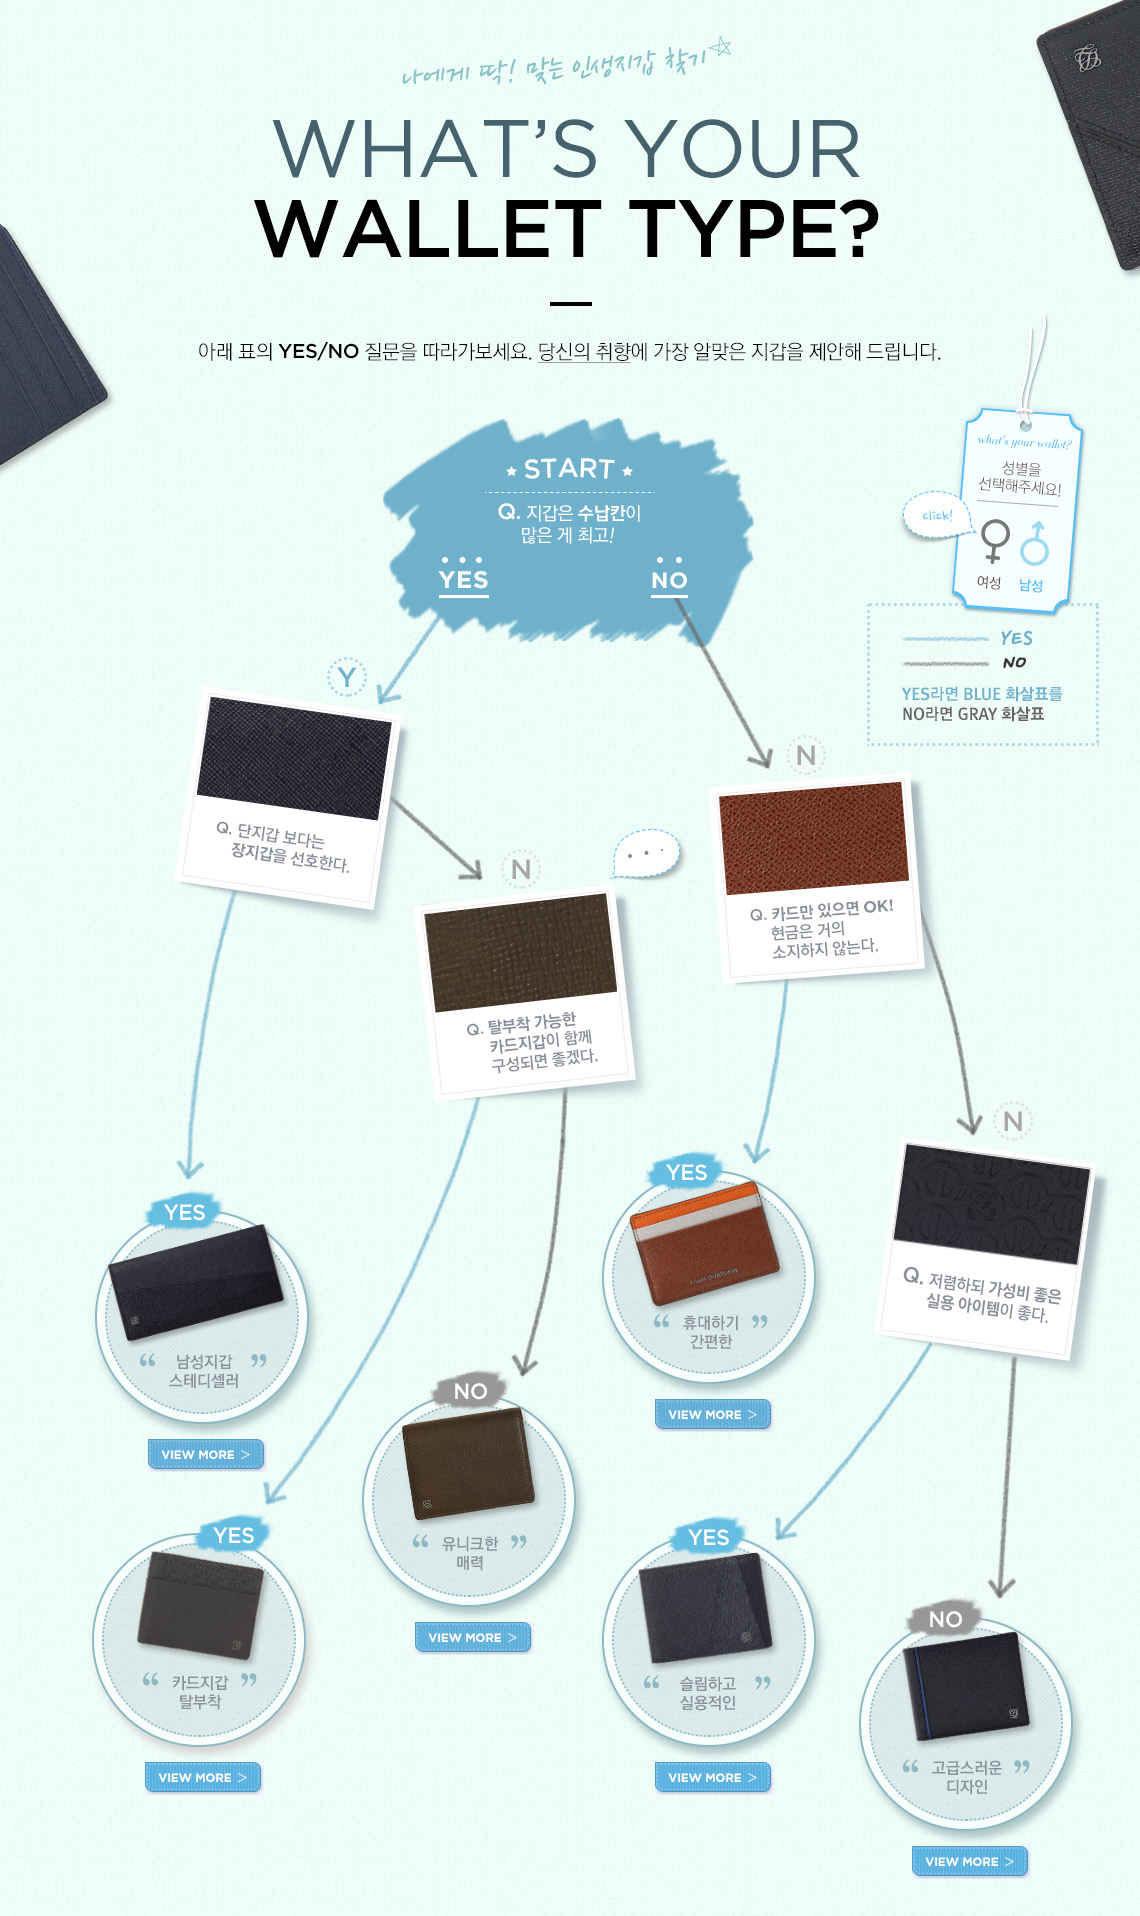 나에게 딱! 맞는 인생지갑 찾기
WHAT'S YOUR
WALLET TYPE?
아래 표의 YES/NO 질문을 따라가보세요. 당신의 취향에 가장 알맞은 지갑을 제안해 드립니다.
what's your wallet?
성별을
선택해주세요!
click!
여성 남성
YES
NO
YES라면 BLUE 화살표를
NO라면 GRAY 화살표
START
Q. 지갑은 수납칸이
많은 게 최고!
YES NO
Y
Q. 단지갑 보다는
장지갑을 선호한다.
N
Q. 카드만 있으면 OK!
현금은 거의
소지하지 않는다.
N
Q. 탈부착 가능한
카드지갑이 함께
구성되면 좋겠다.
N
Q. 저렴하되 가성비 좋은
실용 아이템이 좋다.
YES
“ 남성지갑 ”
스테디셀러
VIEW MORE >
YES
“ 휴대하기 ”
간편한
VIEW MORE >
NO
“ 유니크한 ”
매력
VIEW MORE >
YES
“ 카드지갑 ”
탈부착
VIEW MORE >
YES
“ 슬림하고 ”
실용적인
VIEW MORE >
NO
“ 고급스러운 ”
디자인
VIEW MORE >